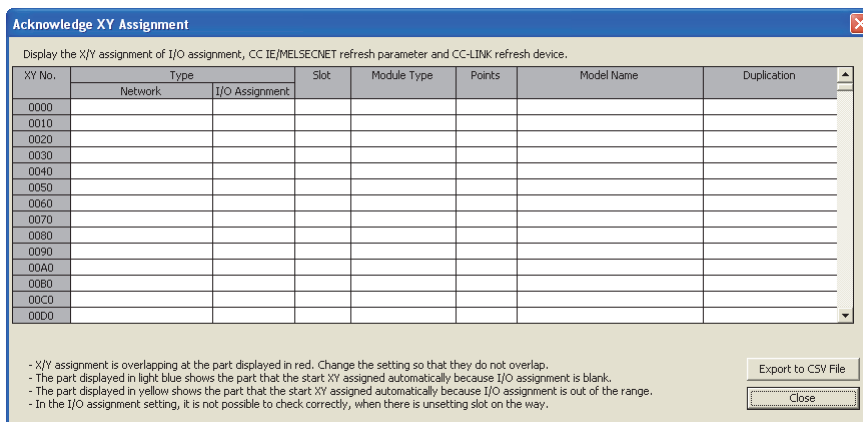 Acknowledge XY Assignment
Display the X/Y assignment of I/O assignment, CC IE/MELSECNET refresh parameter and CC-LINK refresh device.
XY No. Type Slot Module Type Points Model Name Duplication
Network I/O Assignment
0000
0010
0020
0030
0040
0050
0060
0070
0080
0090
00A0
00B0
00C0
00D0
- X/Y assignment is overlapping at the part displayed in red. Change the setting so that they do not overlap.
- The part displayed in light blue shows the part that the start XY assigned automatically because I/O assignment is blank.
- The part displayed in yellow shows the part that the start XY assigned automatically because I/O assignment is out of the range.
- In the I/O assignment setting, it is not possible to check correctly, when there is unsetting slot on the way.
Export to CSV File
Close